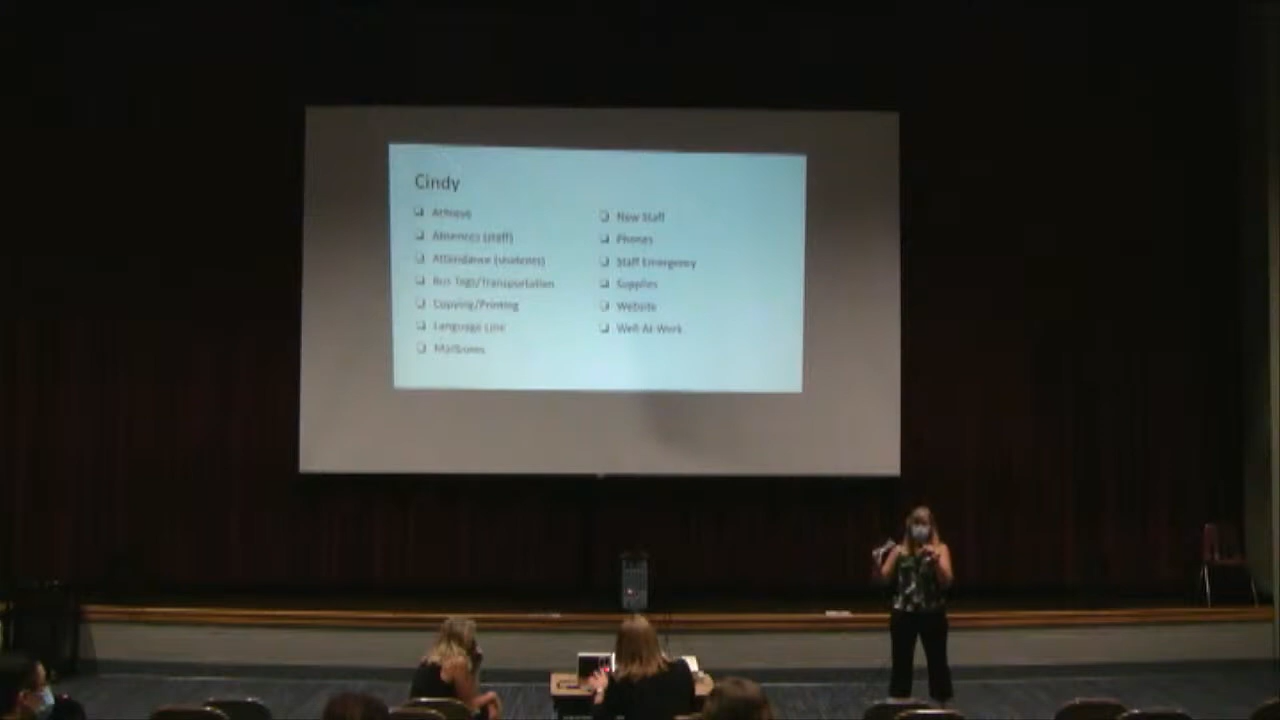 Cindy
Achieve
Absences (staff)
Attendance (students)
Bus Tags/Transportation
Copying/Printing
Language Line
Mailboxes
New Staff
Phones
Staff Emergency
Supplies
Website
Well-At-Work